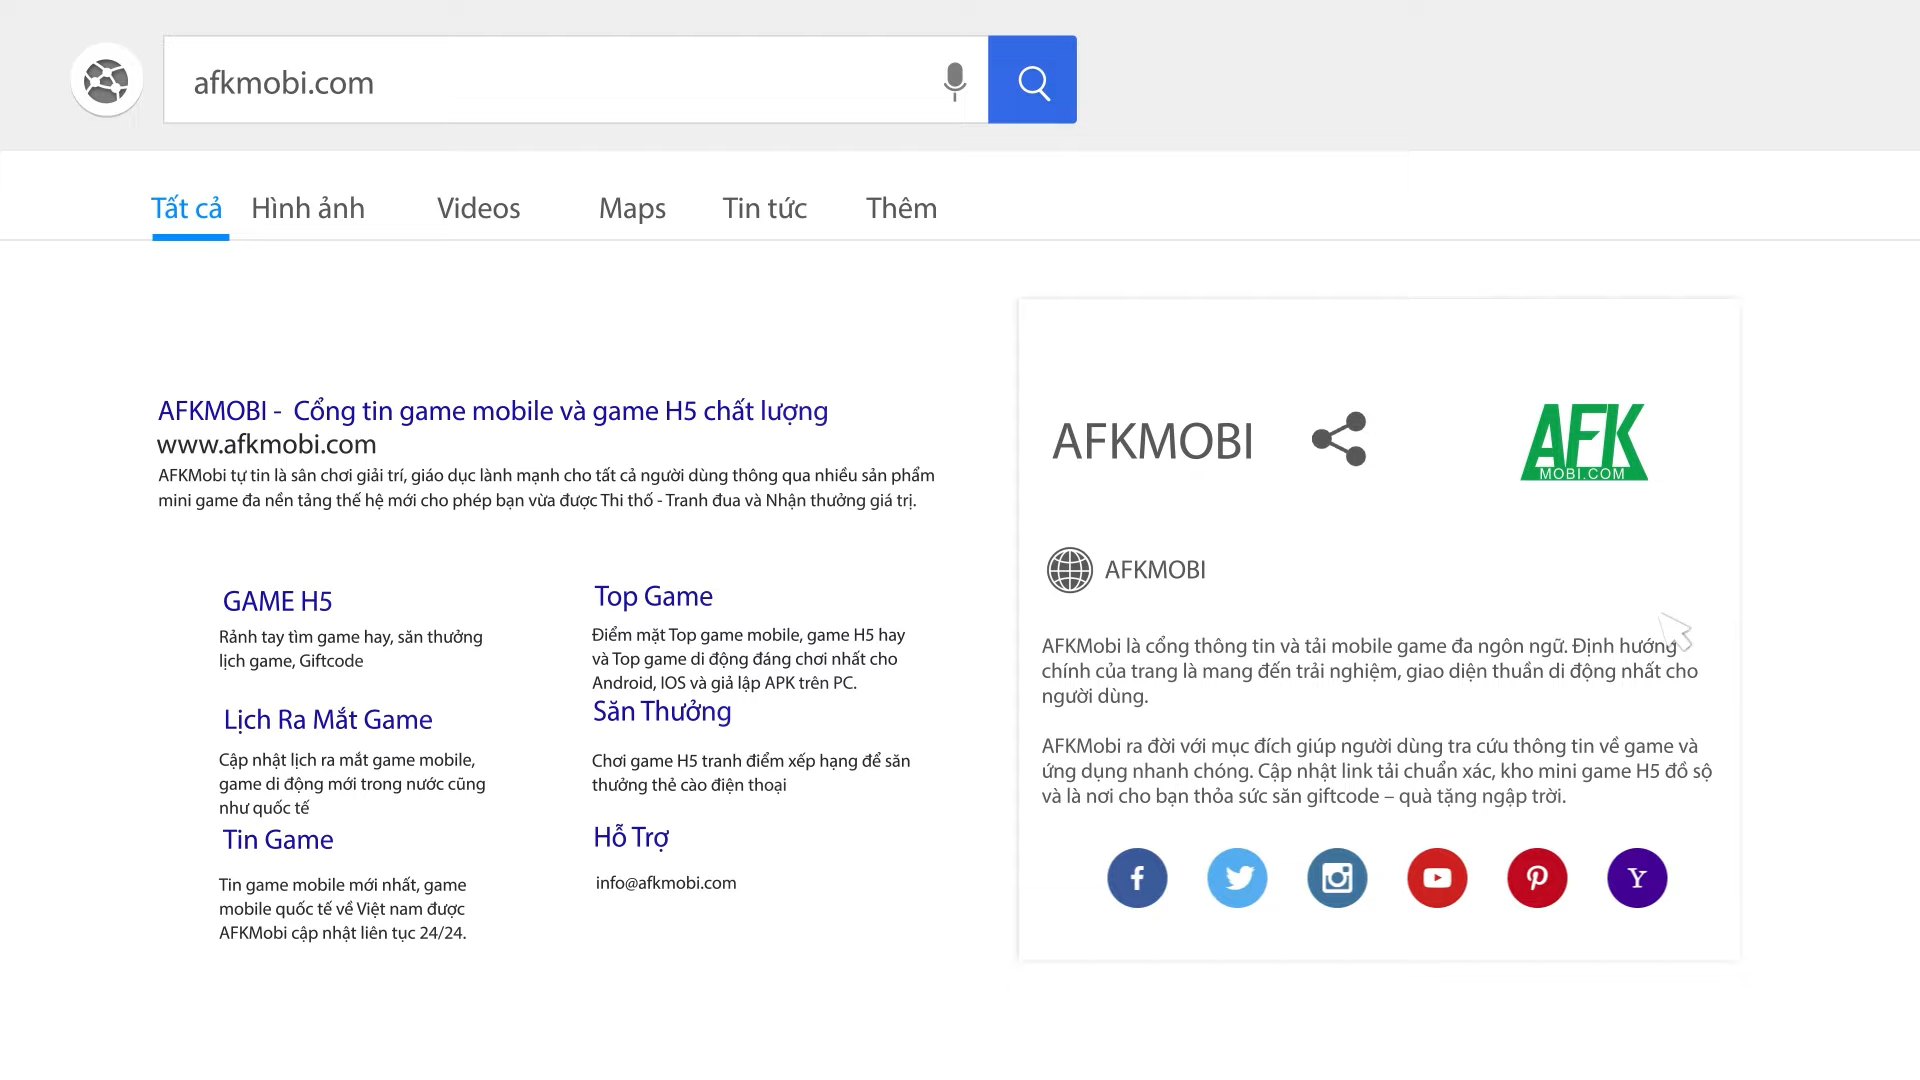 afkmobi.com
Tất cả
Hình ảnh
Videos
Maps
Tin tức
Thêm
AFKMOBI - Cổng tin game mobile và game H5 chất lượng
www.afkmobi.com
AFKMobi tự tin là sân chơi giải trí, giáo dục lành mạnh cho tất cả người dùng thông qua nhiều sản phẩm
mini game đa nền tảng thế hệ mới cho phép bạn vừa được Thi thố - Tranh đua và Nhận thưởng giá trị.
GAME H5
Rảnh tay tìm game hay, săn thưởng
lịch game, Giftcode
Lịch Ra Mắt Game
Cập nhật lịch ra mắt game mobile,
game di động mới trong nước cũng
như quốc tế
Tin Game
Tin game mobile mới nhất, game
mobile quốc tế về Việt nam được
AFKMobi cập nhật liên tục 24/24.
Top Game
Điểm mặt Top game mobile, game H5 hay
và Top game di động đáng chơi nhất cho
Android, IOS và giả lập APK trên PC.
Săn Thưởng
Chơi game H5 tranh điểm xếp hạng để săn
thưởng thẻ cào điện thoại
Hỗ Trợ
info@afkmobi.com
AFKMOBI
AFK
MOBI.COM
AFKMOBI
AFKMobi là cổng thông tin và tải mobile game đa ngôn ngữ. Định hướng
chính của trang là mang đến trải nghiệm, giao diện thuần di động nhất cho
người dùng.
AFKMobi ra đời với mục đích giúp người dùng tra cứu thông tin về game và
ứng dụng nhanh chóng. Cập nhật link tải chuẩn xác, kho mini game H5 đồ sộ
và là nơi cho bạn thỏa sức săn giftcode – quà tặng ngập trời.